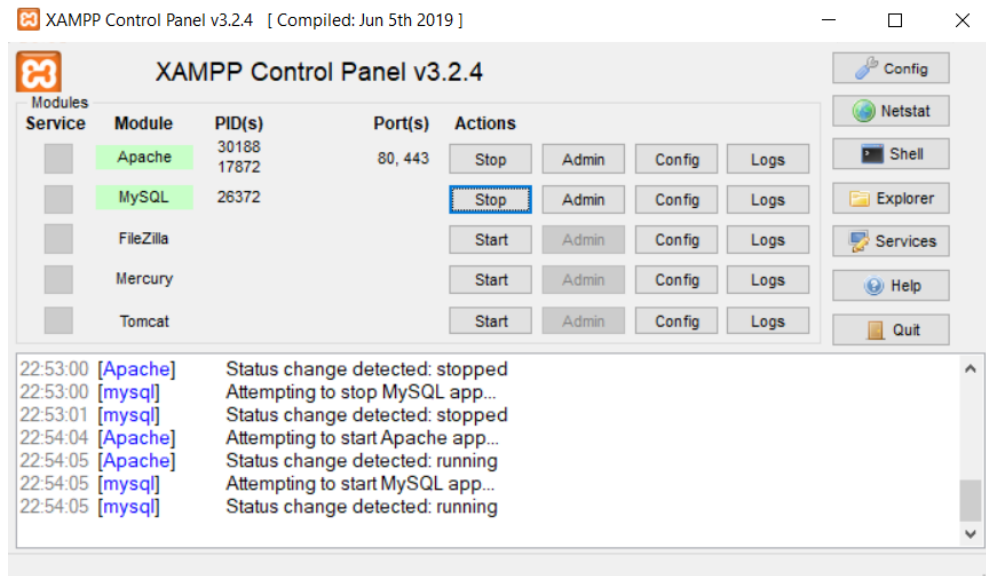 XAMPP Control Panel v3.2.4 [ Compiled: Jun 5th 2019 ]
XAMPP Control Panel v3.2.4
Config
Modules
Service Module PID(s) Port(s) Actions
Netstat
Apache 30188 17872 80, 443 Stop Admin Config Logs
Shell
MySQL 26372 Stop Admin Config Logs
Explorer
FileZilla Start Admin Config Logs
Services
Mercury Start Admin Config Logs
Help
Tomcat Start Admin Config Logs
Quit
22:53:00 [Apache] Status change detected: stopped
22:53:00 [mysql] Attempting to stop MySQL app...
22:53:01 [mysql] Status change detected: stopped
22:54:04 [Apache] Attempting to start Apache app...
22:54:05 [Apache] Status change detected: running
22:54:05 [mysql] Attempting to start MySQL app...
22:54:05 [mysql] Status change detected: running